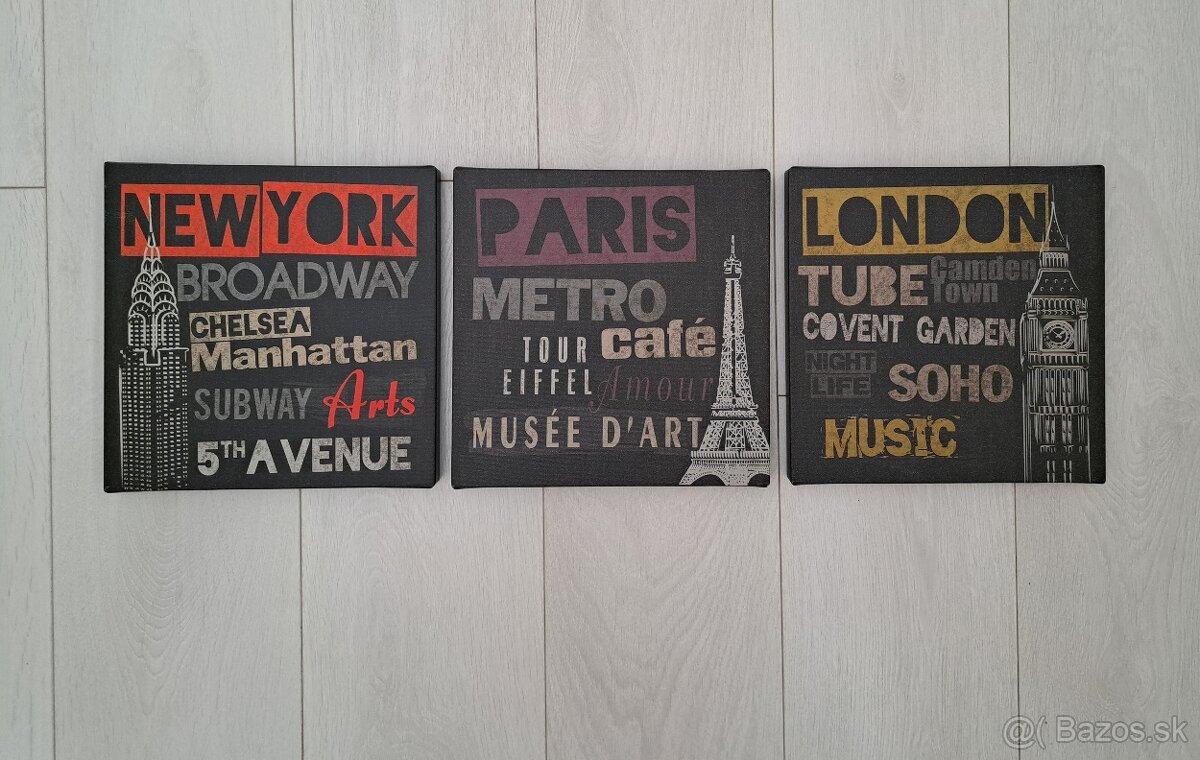 NEW YORK
BROADWAY
CHELSEA
Manhattan
SUBWAY Arts
5TH AVENUE
PARIS
METRO
TOUR café
EIFFEL Amour
MUSÉE D'ART
LONDON
TUBE Camden Town
COVENT GARDEN
NIGHT LIFE SOHO
MUSIC
@( Bazos.sk